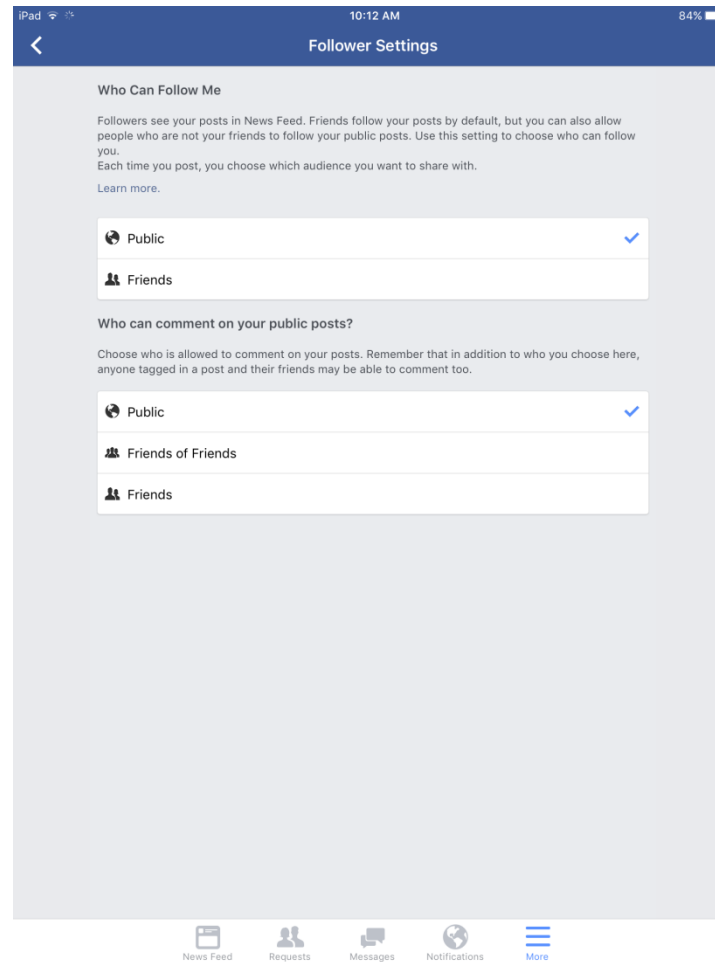 iPad 10:12 AM 84%
Follower Settings
Who Can Follow Me
Followers see your posts in News Feed. Friends follow your posts by default, but you can also allow
people who are not your friends to follow your public posts. Use this setting to choose who can follow
you.
Each time you post, you choose which audience you want to share with.
Learn more.
Public
Friends
Who can comment on your public posts?
Choose who is allowed to comment on your posts. Remember that in addition to who you choose here,
anyone tagged in a post and their friends may be able to comment too.
Public
Friends of Friends
Friends
News Feed Requests Messages Notifications More